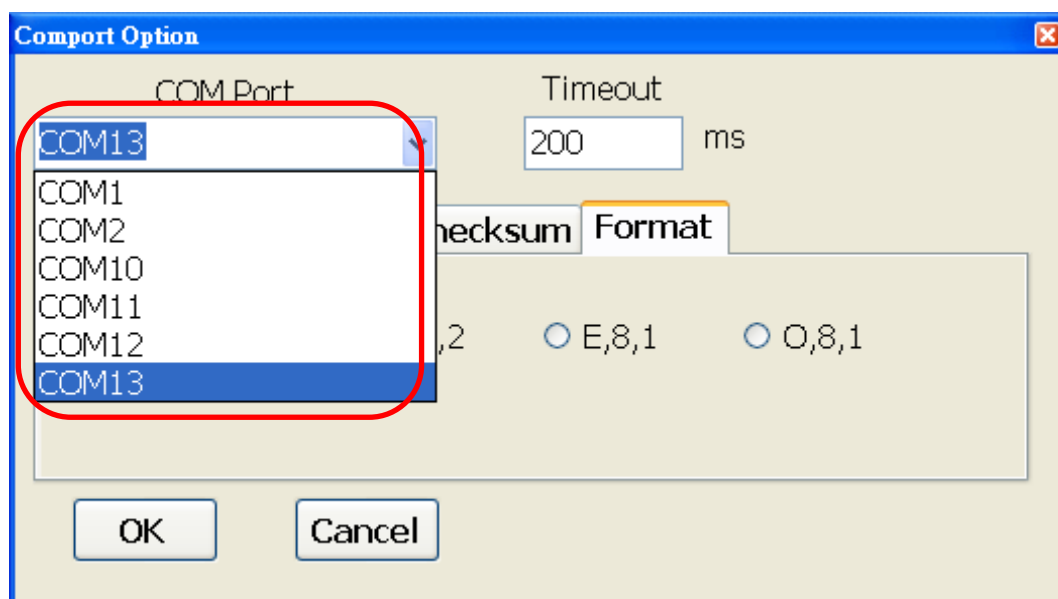 Comport Option
COM Port
Timeout
COM13
200
ms
COM1
COM2
COM10
COM11
COM12
COM13
hecksum
Format
,2
E,8,1
O,8,1
OK
Cancel